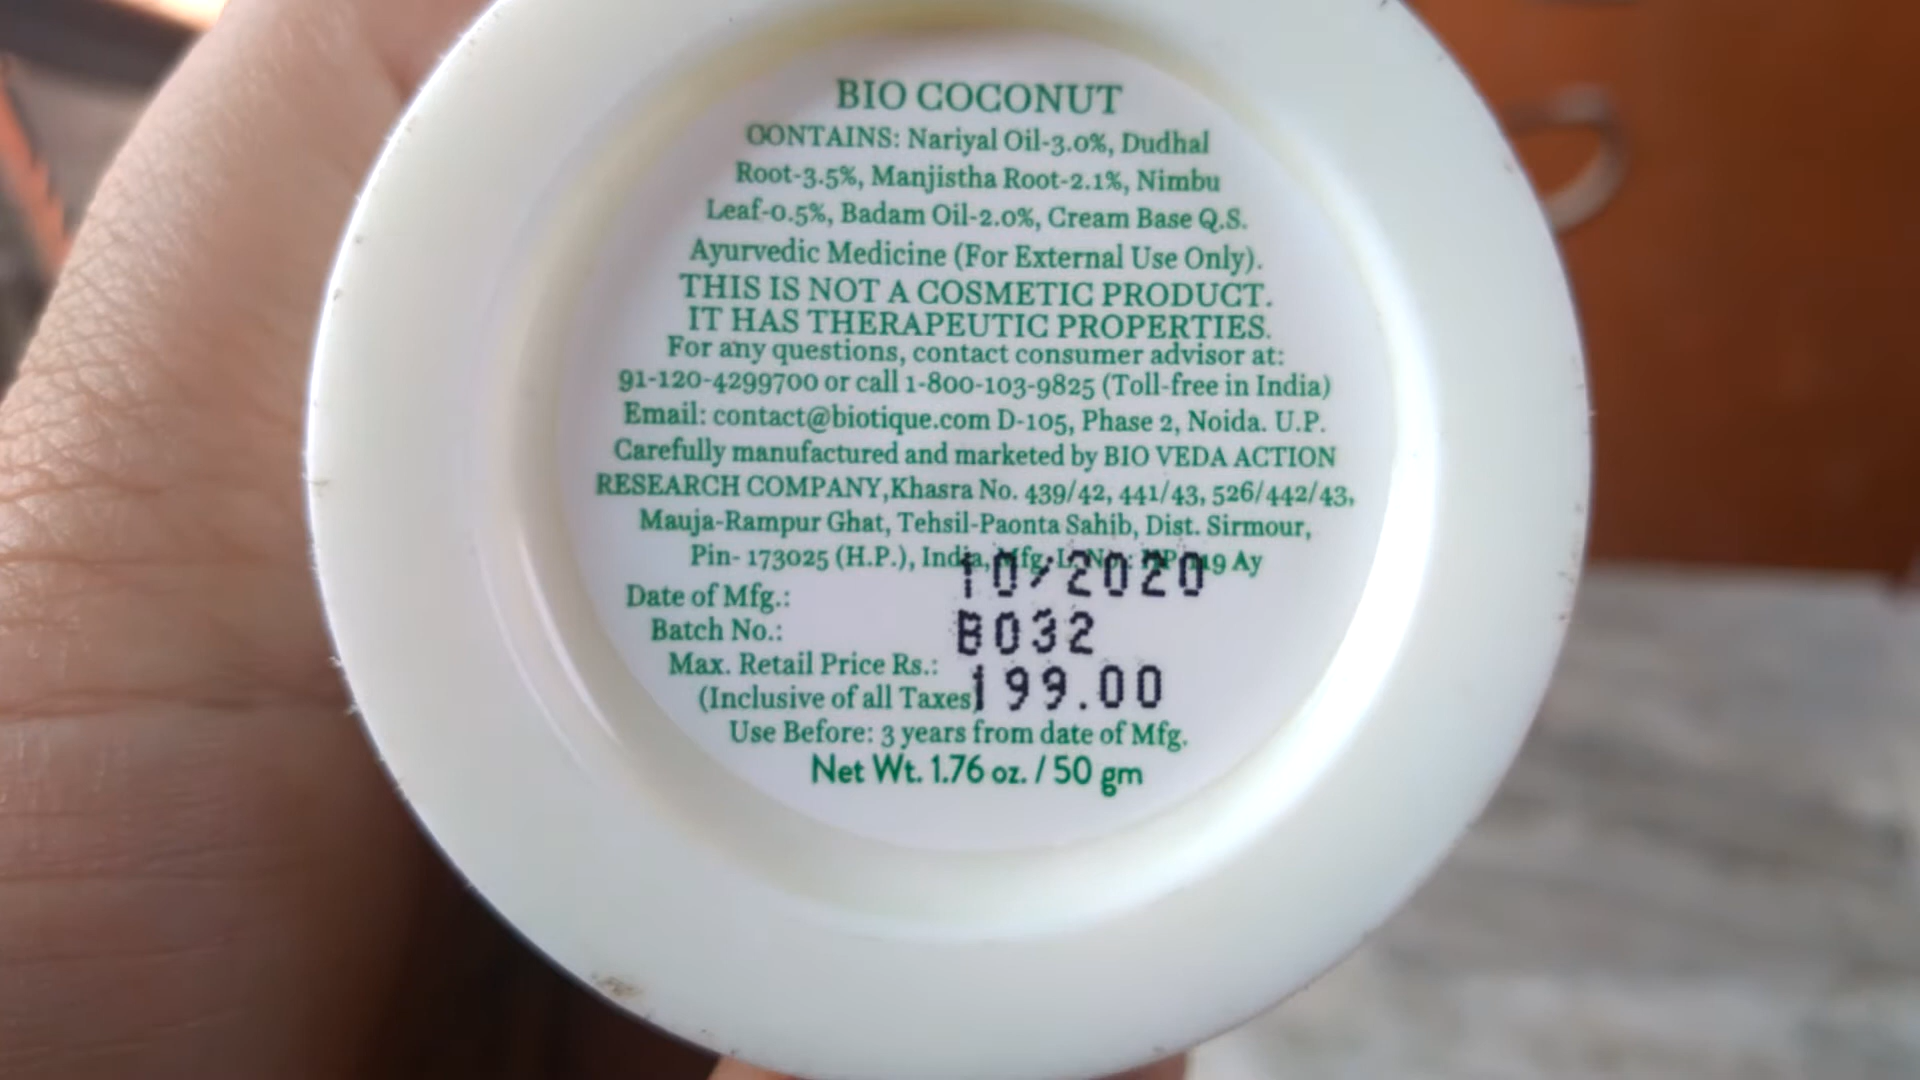 BIO COCONUT
CONTAINS: Nariyal Oil-3.0%, Dudhal
Root-3.5%, Manjistha Root-2.1%, Nimbu
Leaf-0.5%, Badam Oil-2.0%, Cream Base Q.S.
Ayurvedic Medicine (For External Use Only).
THIS IS NOT A COSMETIC PRODUCT.
IT HAS THERAPEUTIC PROPERTIES.
For any questions, contact consumer advisor at:
91-120-4299700 or call 1-800-103-9825 (Toll-free in India)
Email: contact@biotique.com D-105, Phase 2, Noida. U.P.
Carefully manufactured and marketed by BIO VEDA ACTION
RESEARCH COMPANY,Khasra No. 439/42, 441/43, 526/442/43,
Mauja-Rampur Ghat, Tehsil-Paonta Sahib, Dist. Sirmour,
Pin- 173025 (H.P.), India, Mfg. Ay
Date of Mfg.: 10/2020
Batch No.: B032
Max. Retail Price Rs.: 199.00
(Inclusive of all Taxes)
Use Before: 3 years from date of Mfg.
Net Wt. 1.76 oz. / 50 gm